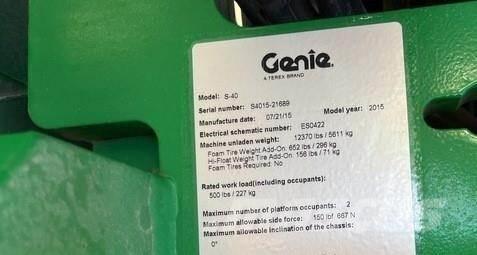 Genie
A TEREX BRAND
Model: S-40
Serial number: S4015-21689
Manufacture date: 07/21/15 Model year: 2015
Electrical schematic number: ES0422
Machine unladen weight: 12370 lbs / 5611 kg
Foam Tire Weight Add-On: 652 lbs / 296 kg
Hi-Float Weight Tire Add-On: 156 lbs / 71 kg
Foam Tires Required: No
Rated work load(including occupants):
500 lbs / 227 kg
Maximum number of platform occupants: 2
Maximum allowable side force: 150 lbf 667 N
Maximum allowable inclination of the chassis:
0°